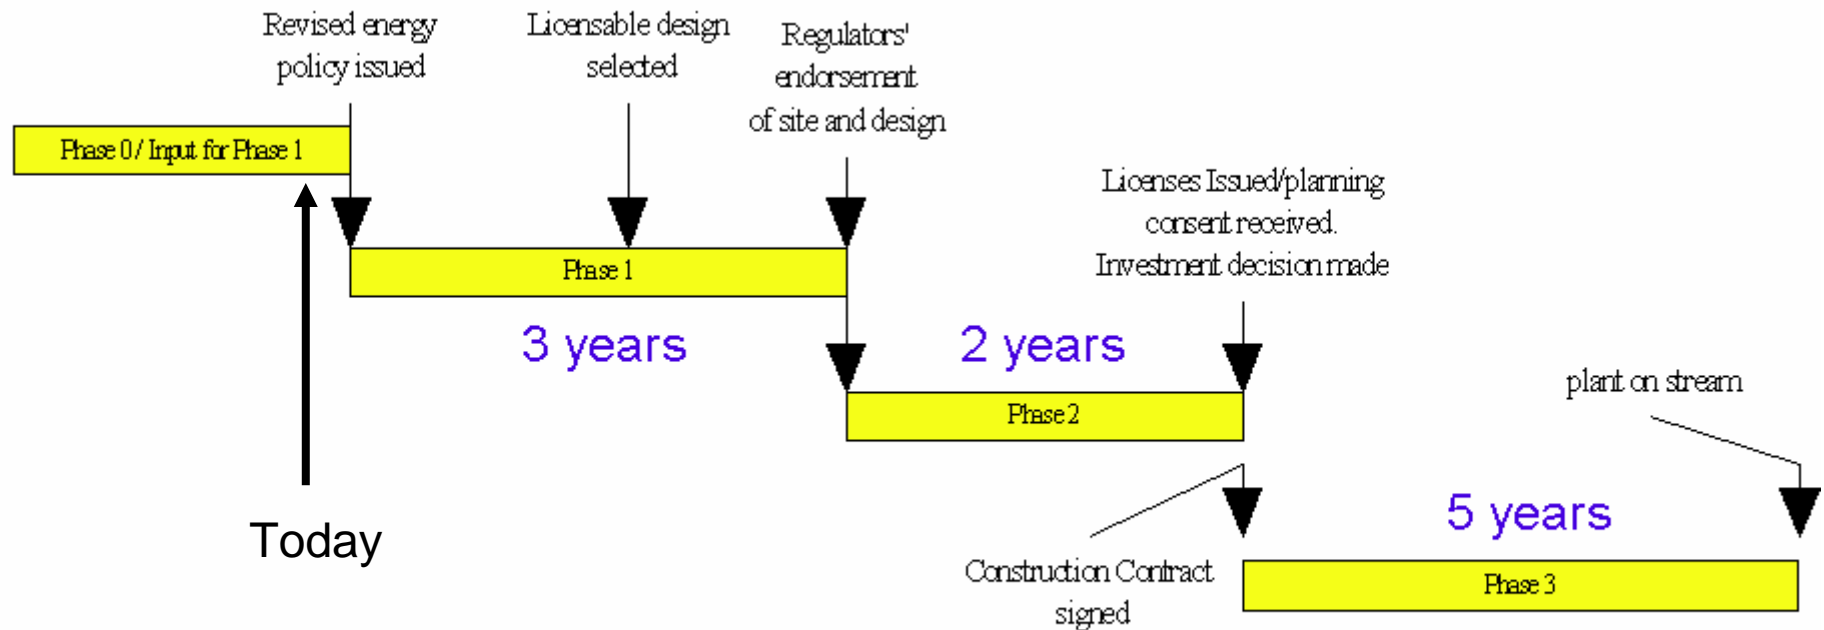 Revised energy
policy issued
Licensable design
selected
Regulators'
endorsement
of site and design
Phase 0 / Input for Phase 1
Licenses Issued/planning
consent received.
Investment decision made
Phase 1
3 years
2 years
plant on stream
Phase 2
Today
5 years
Construction Contract
signed
Phase 3